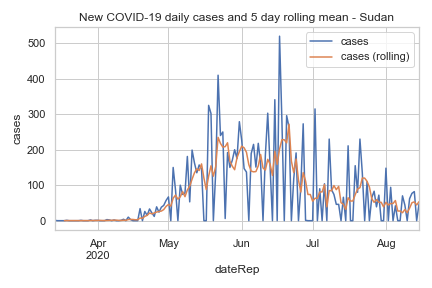 New COVID-19 daily cases and 5 day rolling mean - Sudan
cases
cases (rolling)
500
400
300
200
100
0
cases
Apr
2020
May
Jun
Jul
Aug
dateRep